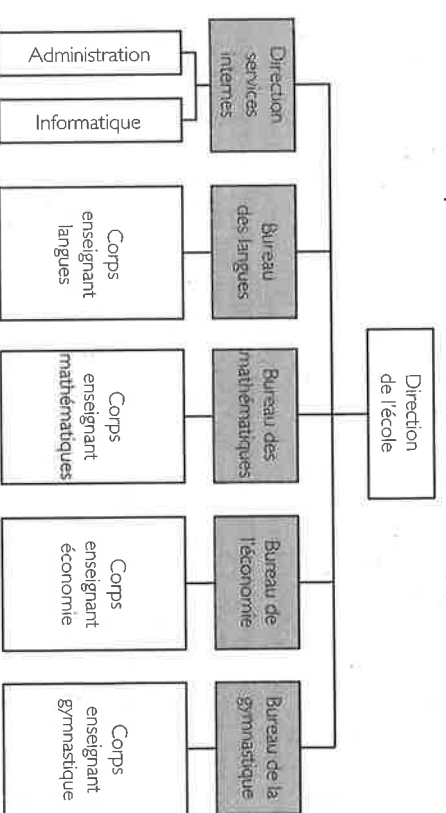 Direction
de l'école
Direction
services
internes
Bureau
des langues
Bureau des
mathématiques
Bureau de
l'économie
Bureau de la
gymnastique
Administration
Informatique
Corps
enseignant
langues
Corps
enseignant
mathématiques
Corps
enseignant
économie
Corps
enseignant
gymnastique